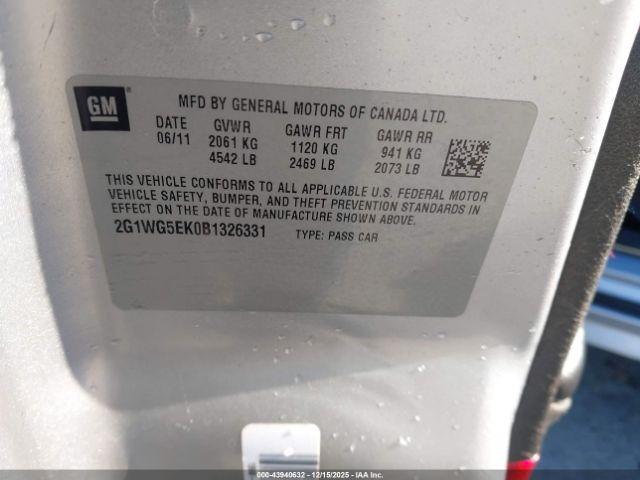 GM
MFD BY GENERAL MOTORS OF CANADA LTD.
DATE GVWR GAWR FRT GAWR RR
06/11 2061 KG 1120 KG 941 KG
4542 LB 2469 LB 2073 LB
THIS VEHICLE CONFORMS TO ALL APPLICABLE U.S. FEDERAL MOTOR
VEHICLE SAFETY, BUMPER, AND THEFT PREVENTION STANDARDS IN
EFFECT ON THE DATE OF MANUFACTURE SHOWN ABOVE.
2G1WG5EK0B1326331 TYPE: PASS CAR
000-43940632 - 12/15/2025 - IAAI.COM